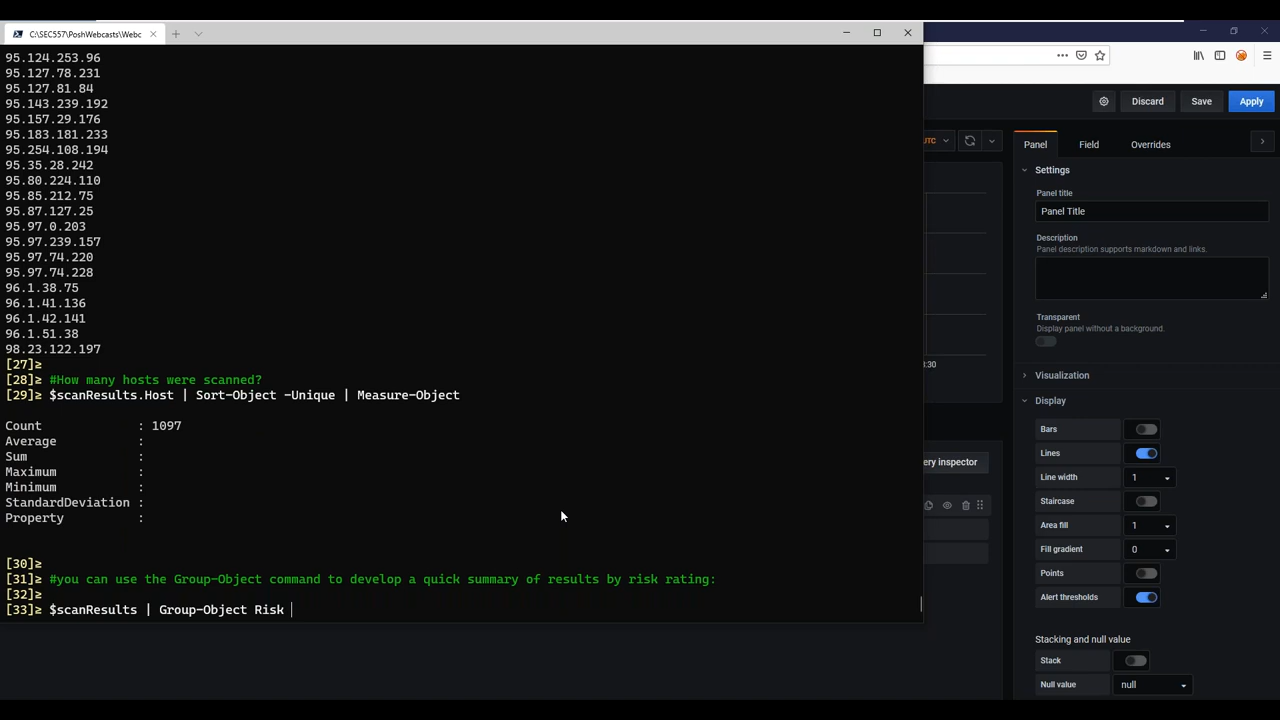 C:\SEC557\PoshWebcasts\Webc
95.124.253.96
95.127.78.231
95.127.81.84
95.143.239.192
95.157.29.176
95.183.181.233
95.254.108.194
95.35.28.242
95.80.224.110
95.85.212.75
95.87.127.25
95.97.0.203
95.97.239.157
95.97.74.220
95.97.74.228
96.1.38.75
96.1.41.136
96.1.42.141
96.1.51.38
98.23.122.197
[27]≥
[28]≥ #How many hosts were scanned?
[29]≥ $scanResults.Host | Sort-Object -Unique | Measure-Object
Count : 1097
Average :
Sum :
Maximum :
Minimum :
StandardDeviation :
Property :
[30]≥
[31]≥ #you can use the Group-Object command to develop a quick summary of results by risk rating:
[32]≥
[33]≥ $scanResults | Group-Object Risk
Discard Save Apply
UTC
:30
ery inspector
Panel Field Overrides
Settings
Panel title
Panel Title
Description
Panel description supports markdown and links.
Transparent
Display panel without a background.
Visualization
Display
Bars
Lines
Line width 1
Staircase
Area fill 1
Fill gradient 0
Points
Alert thresholds
Stacking and null value
Stack
Null value null